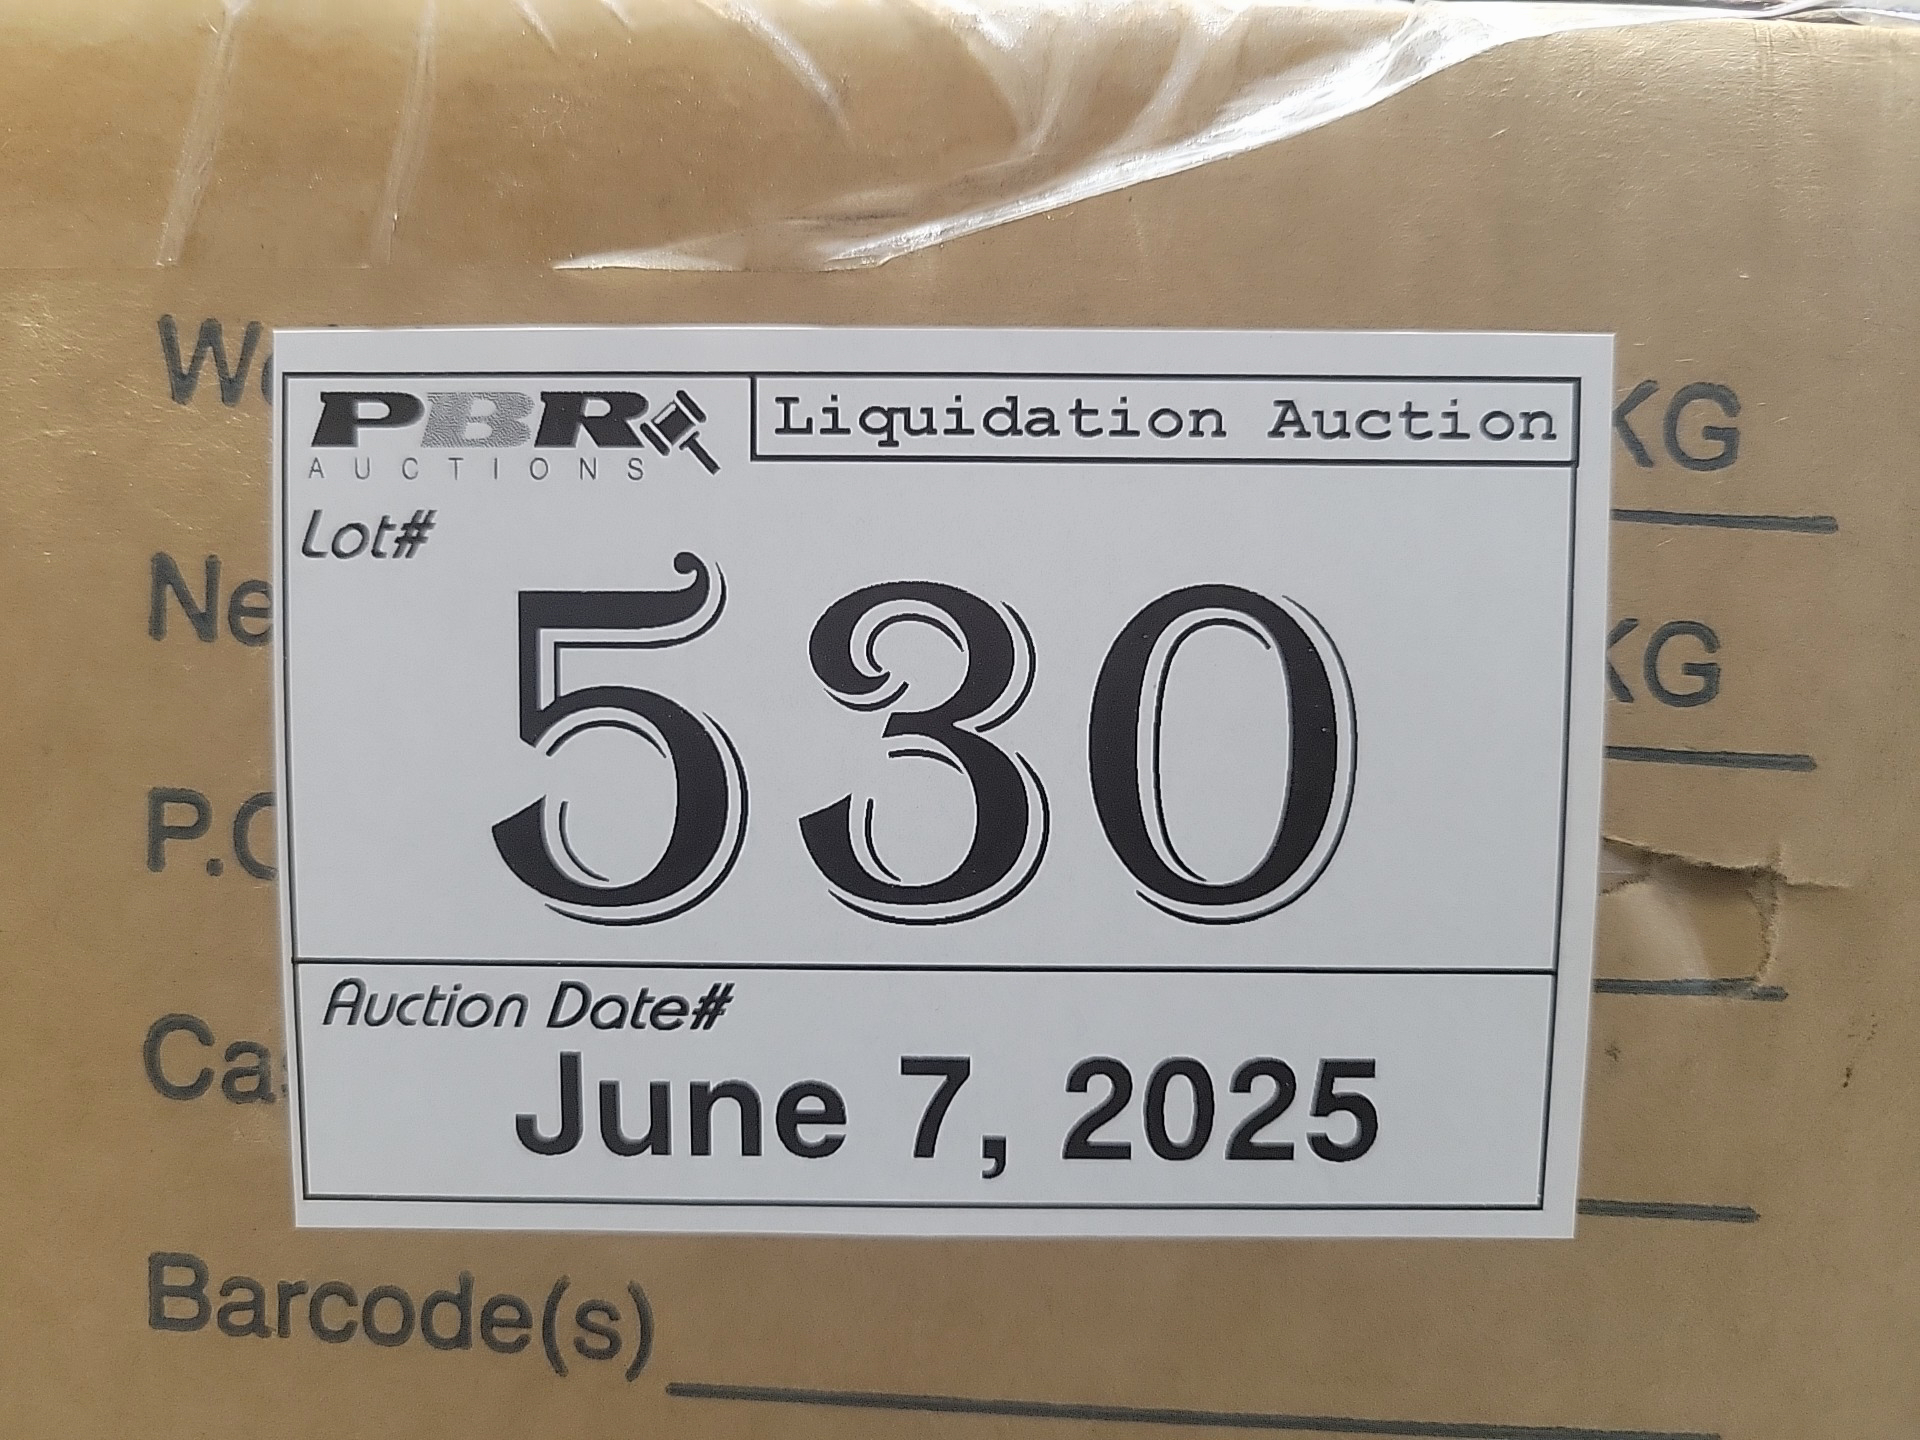 KG
PBR
AUCTIONS
Liquidation Auction
Lot#
530
KG
Auction Date#
June 7, 2025
Barcode(s)